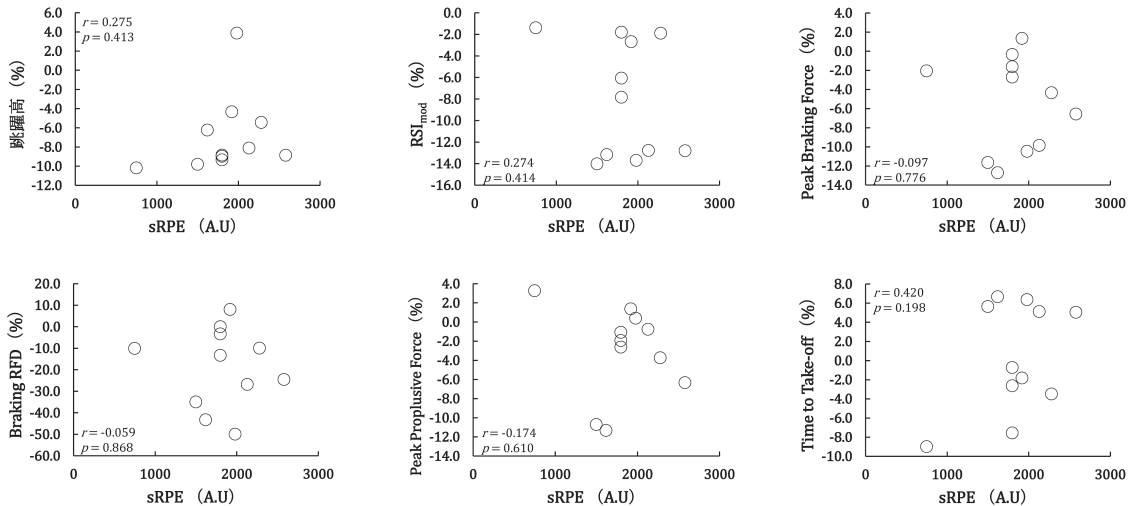 6.0
4.0
2.0
0.0
-2.0
-4.0
-6.0
-8.0
-10.0
-12.0
跳躍高 (%)
r = 0.275
p = 0.413
0 1000 2000 3000
sRPE (A.U)
0.0
-2.0
-4.0
-6.0
-8.0
-10.0
-12.0
-14.0
-16.0
RSImod (%)
r = 0.274
p = 0.414
0 1000 2000 3000
sRPE (A.U)
4.0
2.0
0.0
-2.0
-4.0
-6.0
-8.0
-10.0
-12.0
-14.0
Peak Braking Force (%)
r = -0.097
p = 0.776
0 1000 2000 3000
sRPE (A.U)
20.0
10.0
0.0
-10.0
-20.0
-30.0
-40.0
-50.0
-60.0
Braking RFD (%)
r = -0.059
p = 0.868
0 1000 2000 3000
sRPE (A.U)
4.0
2.0
0.0
-2.0
-4.0
-6.0
-8.0
-10.0
-12.0
-14.0
Peak Proplusive Force (%)
r = -0.174
p = 0.610
0 1000 2000 3000
sRPE (A.U)
8.0
6.0
4.0
2.0
0.0
-2.0
-4.0
-6.0
-8.0
-10.0
Time to Take-off (%)
r = 0.420
p = 0.198
0 1000 2000 3000
sRPE (A.U)